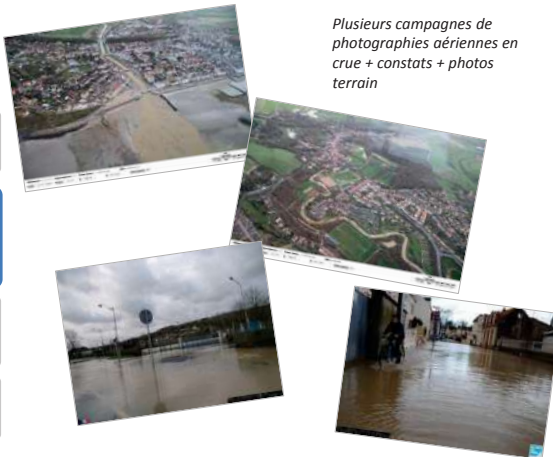 Plusieurs campagnes de
photographies aériennes en
crue + constats + photos
terrain